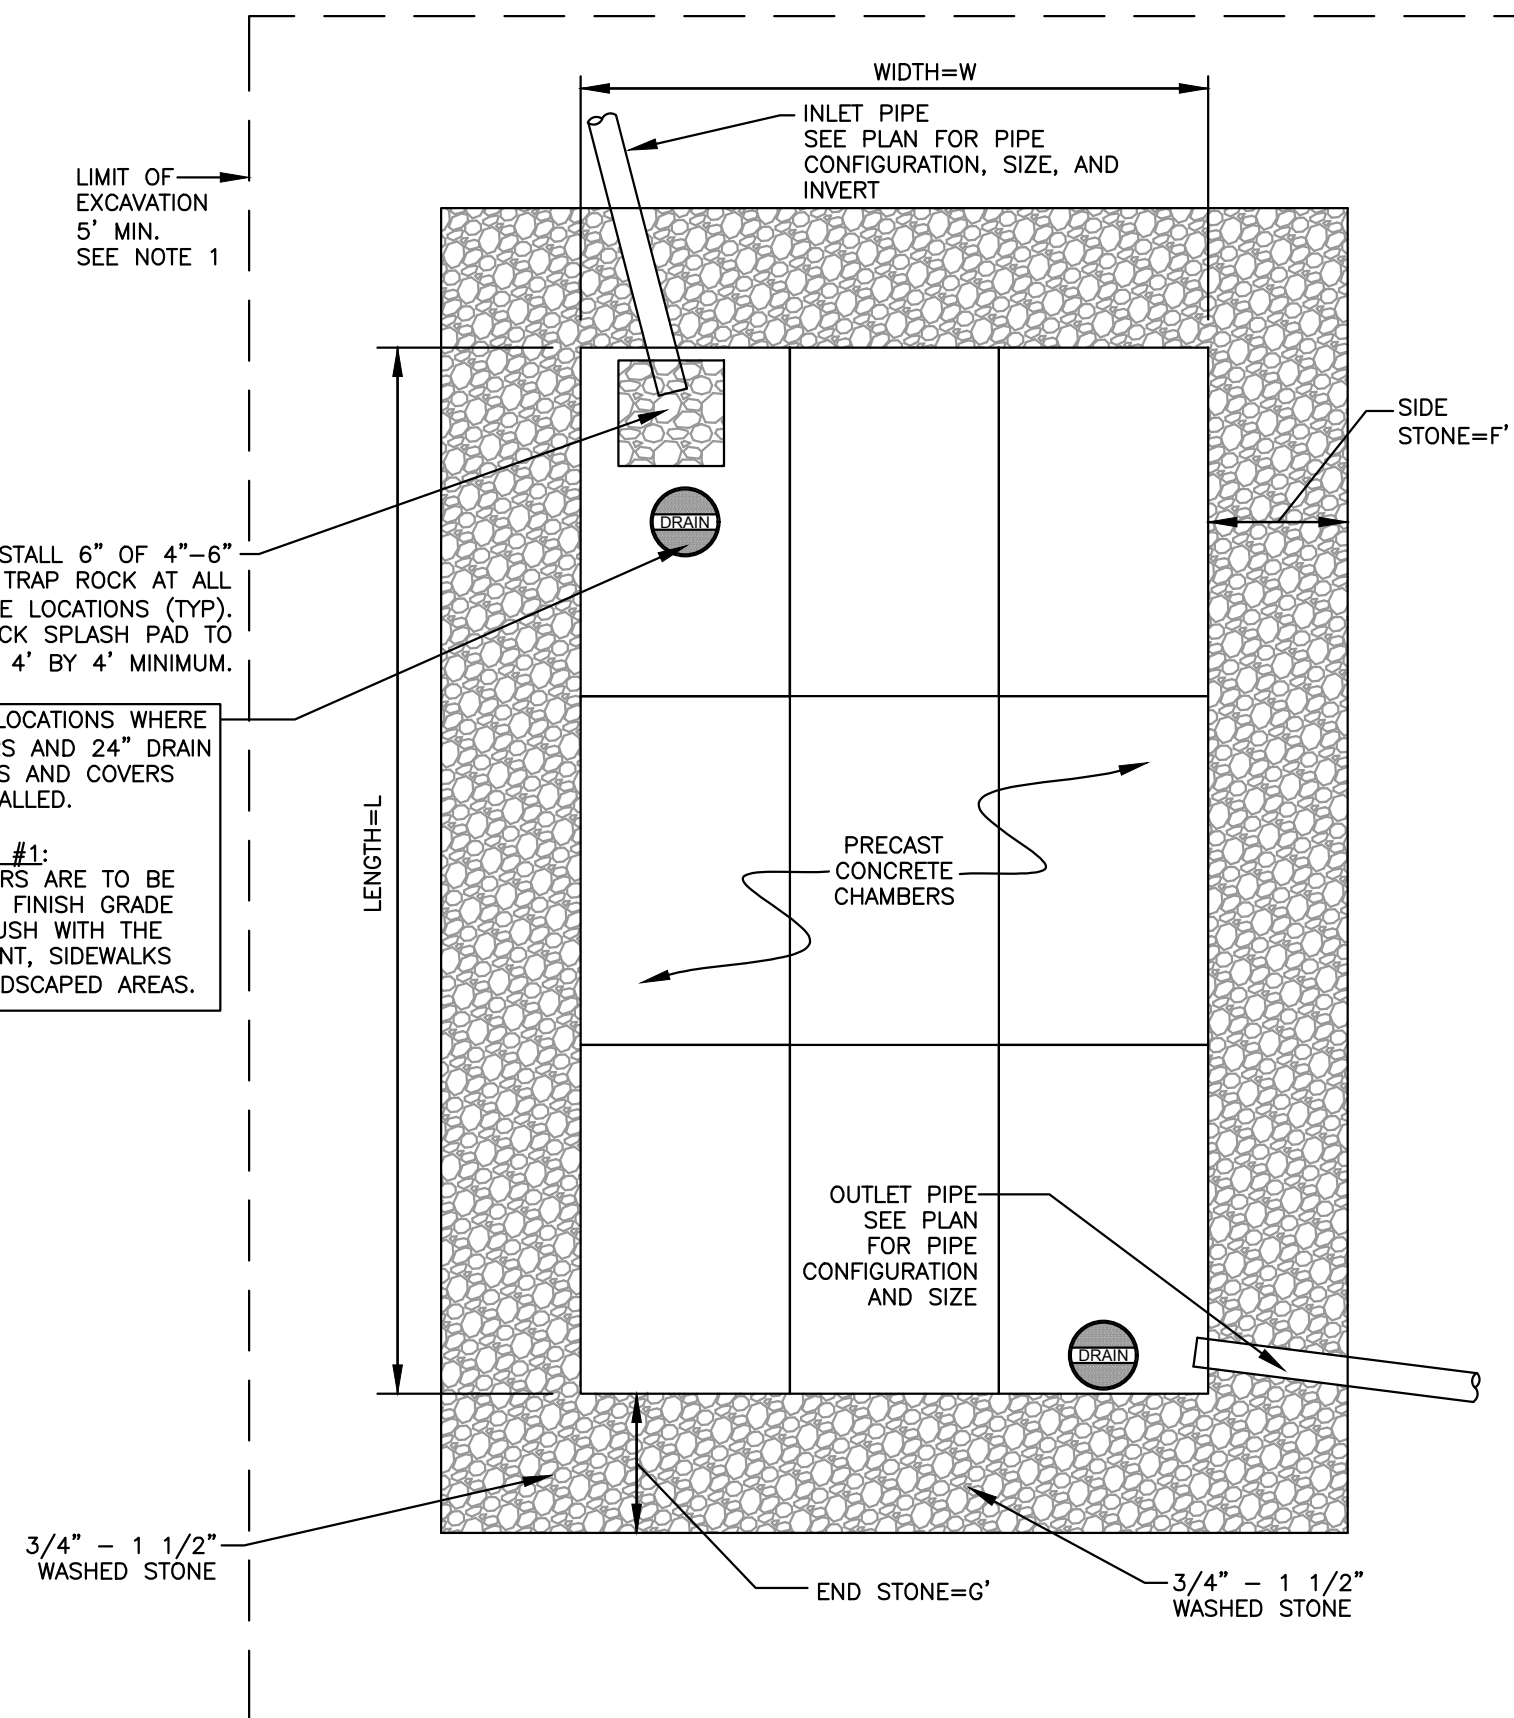 WIDTH=W
INLET PIPE
SEE PLAN FOR PIPE
CONFIGURATION, SIZE, AND
INVERT
LIMIT OF
EXCAVATION
5' MIN.
SEE NOTE 1
SIDE
STONE=F'
DRAIN
STALL 6" OF 4"-6"
TRAP ROCK AT ALL
E LOCATIONS (TYP).
CK SPLASH PAD TO
4' BY 4' MINIMUM.
LOCATIONS WHERE
RS AND 24" DRAIN
S AND COVERS
ALLED.
#1:
RS ARE TO BE
FINISH GRADE
USH WITH THE
NT, SIDEWALKS
DSCAPED AREAS.
LENGTH=L
PRECAST
CONCRETE
CHAMBERS
OUTLET PIPE
SEE PLAN
FOR PIPE
CONFIGURATION
AND SIZE
DRAIN
3/4" - 1 1/2"
WASHED STONE
END STONE=G'
3/4" - 1 1/2"
WASHED STONE